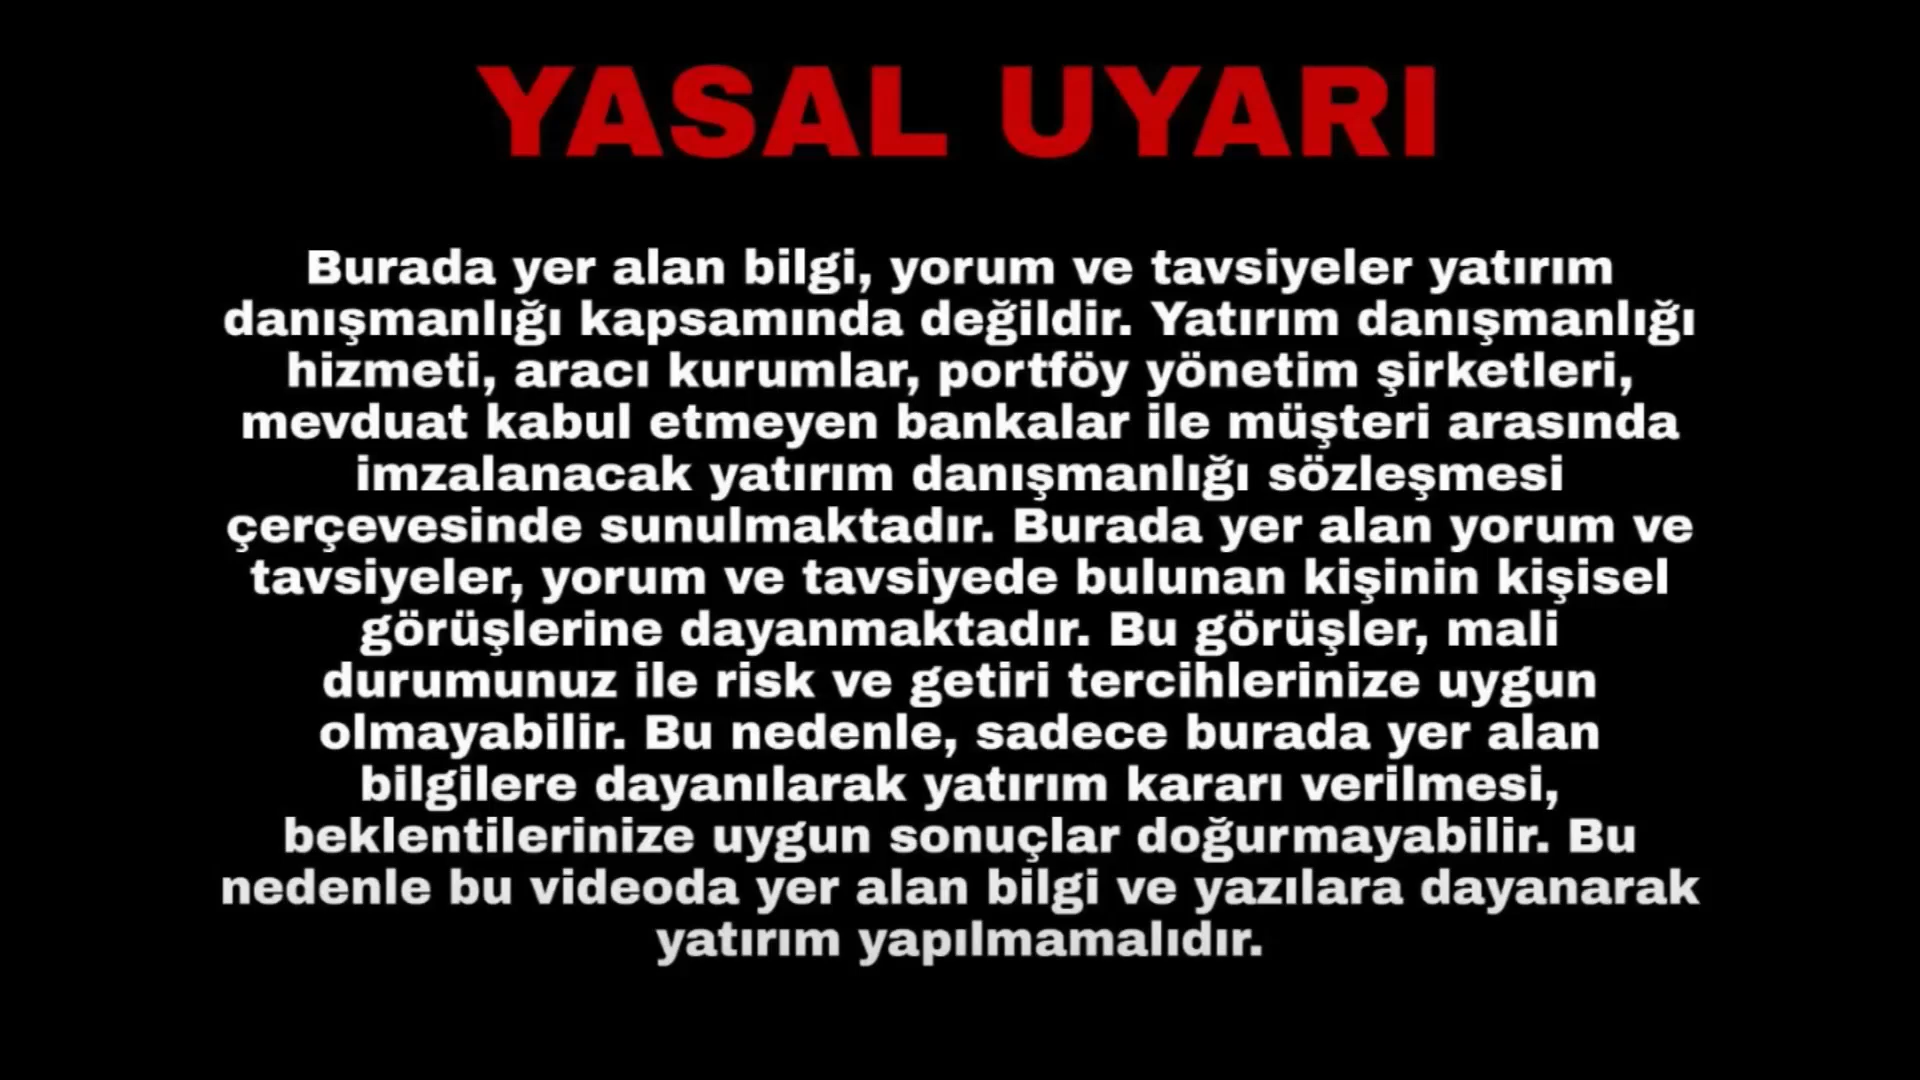 YASAL UYARI
Burada yer alan bilgi, yorum ve tavsiyeler yatırım
danışmanlığı kapsamında değildir. Yatırım danışmanlığı
hizmeti, aracı kurumlar, portföy yönetim şirketleri,
mevduat kabul etmeyen bankalar ile müşteri arasında
imzalanacak yatırım danışmanlığı sözleşmesi
çerçevesinde sunulmaktadır. Burada yer alan yorum ve
tavsiyeler, yorum ve tavsiyede bulunan kişinin kişisel
görüşlerine dayanmaktadır. Bu görüşler, mali
durumunuz ile risk ve getiri tercihlerinize uygun
olmayabilir. Bu nedenle, sadece burada yer alan
bilgilere dayanılarak yatırım kararı verilmesi,
beklentilerinize uygun sonuçlar doğurmayabilir. Bu
nedenle bu videoda yer alan bilgi ve yazılara dayanarak
yatırım yapılmamalıdır.